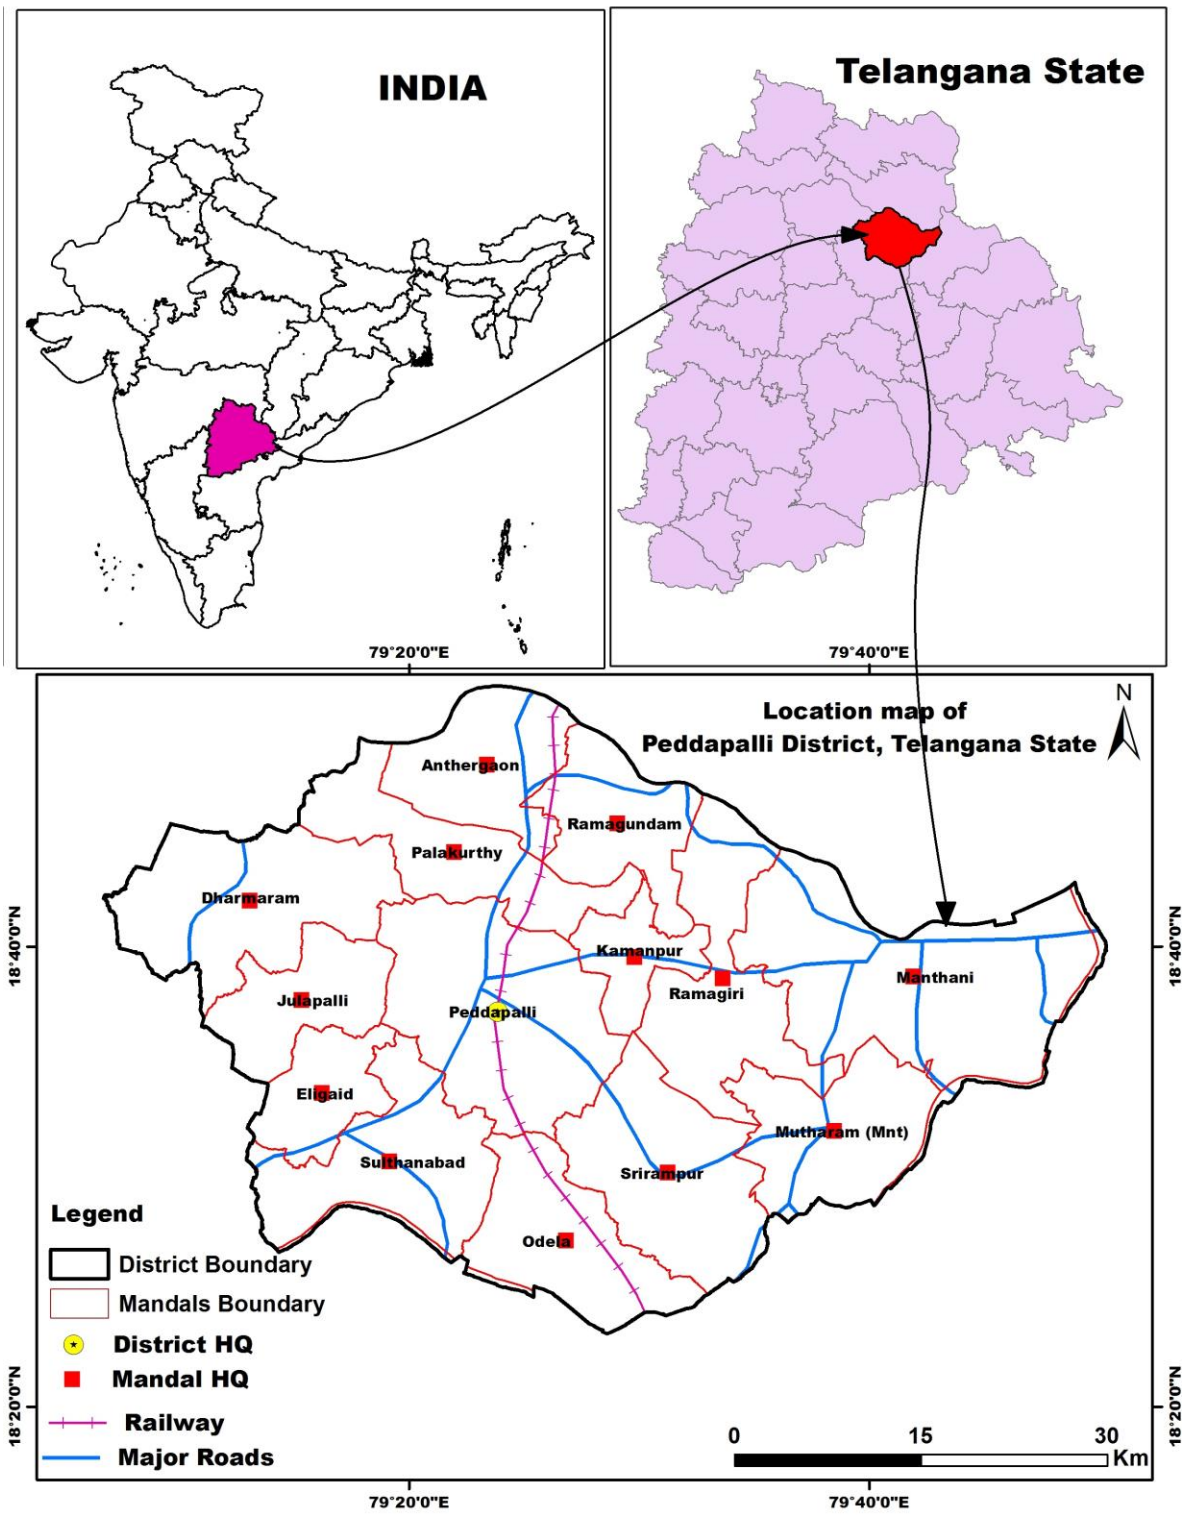 INDIA
Telangana State
79°20'0"E
79°40'0"E
Location map of
Peddapalli District, Telangana State
N
Anthergaon
Ramagundam
Palakurthy
Dharmaram
18°40'0"N
18°40'0"N
Kamanpur
Manthani
Ramagiri
Julapalli
Peddapalli
Eligaid
Mutharam (Mnt)
Sulthanabad
Srirampur
Odela
Legend
District Boundary
Mandals Boundary
District HQ
Mandal HQ
Railway
Major Roads
18°20'0"N
18°20'0"N
0 15 30
Km
79°20'0"E
79°40'0"E